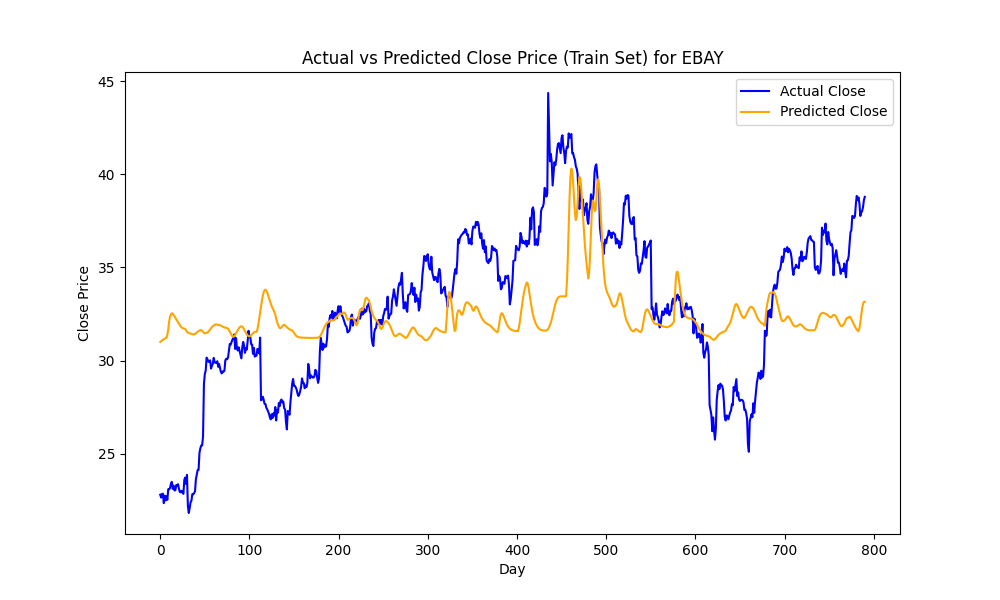 Actual vs Predicted Close Price (Train Set) for EBAY
Actual Close
Predicted Close
Close Price
45
40
35
30
25
0 100 200 300 400 500 600 700 800
Day